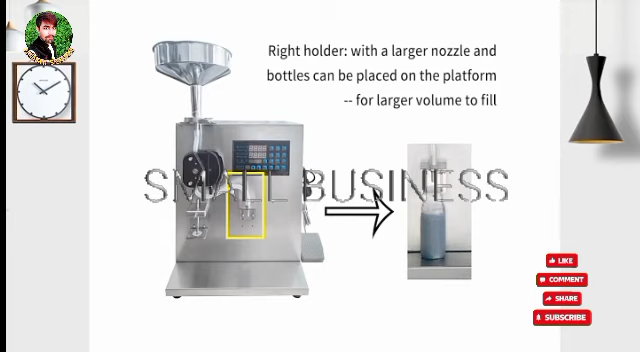 Right holder: with a larger nozzle and
bottles can be placed on the platform
-- for larger volume to fill
SMALL BUSINESS
LIKE
COMMENT
SHARE
SUBSCRIBE